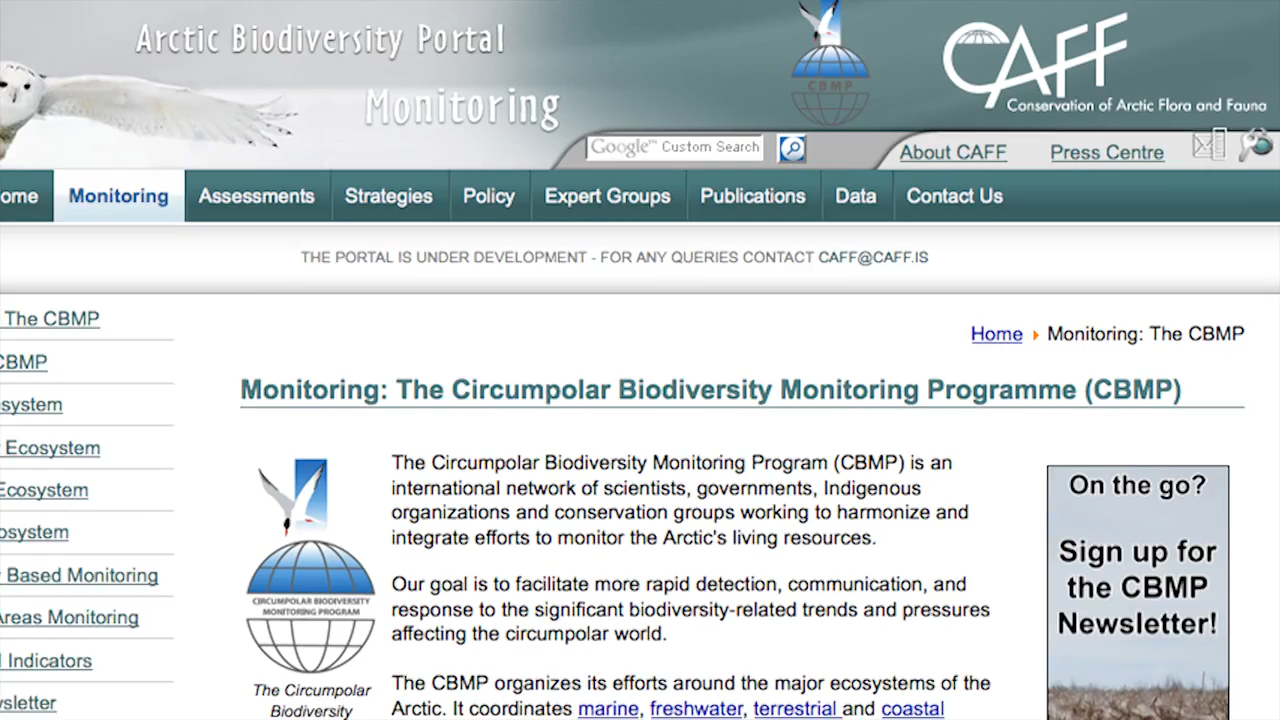 Arctic Biodiversity Portal
Monitoring
CBMP
CAFF
Conservation of Arctic Flora and Fauna
Google™ Custom Search
About CAFF
Press Centre
ome
Monitoring
Assessments
Strategies
Policy
Expert Groups
Publications
Data
Contact Us
THE PORTAL IS UNDER DEVELOPMENT - FOR ANY QUERIES CONTACT CAFF@CAFF.IS
The CBMP
CBMP
system
Ecosystem
Ecosystem
osystem
Based Monitoring
Areas Monitoring
Indicators
sletter
Home Monitoring: The CBMP
Monitoring: The Circumpolar Biodiversity Monitoring Programme (CBMP)
CIRCUMPOLAR BIODIVERSITY
MONITORING PROGRAM
The Circumpolar
Biodiversity
The Circumpolar Biodiversity Monitoring Program (CBMP) is an
international network of scientists, governments, Indigenous
organizations and conservation groups working to harmonize and
integrate efforts to monitor the Arctic's living resources.
Our goal is to facilitate more rapid detection, communication, and
response to the significant biodiversity-related trends and pressures
affecting the circumpolar world.
The CBMP organizes its efforts around the major ecosystems of the
Arctic. It coordinates marine, freshwater, terrestrial and coastal
On the go?
Sign up for
the CBMP
Newsletter!